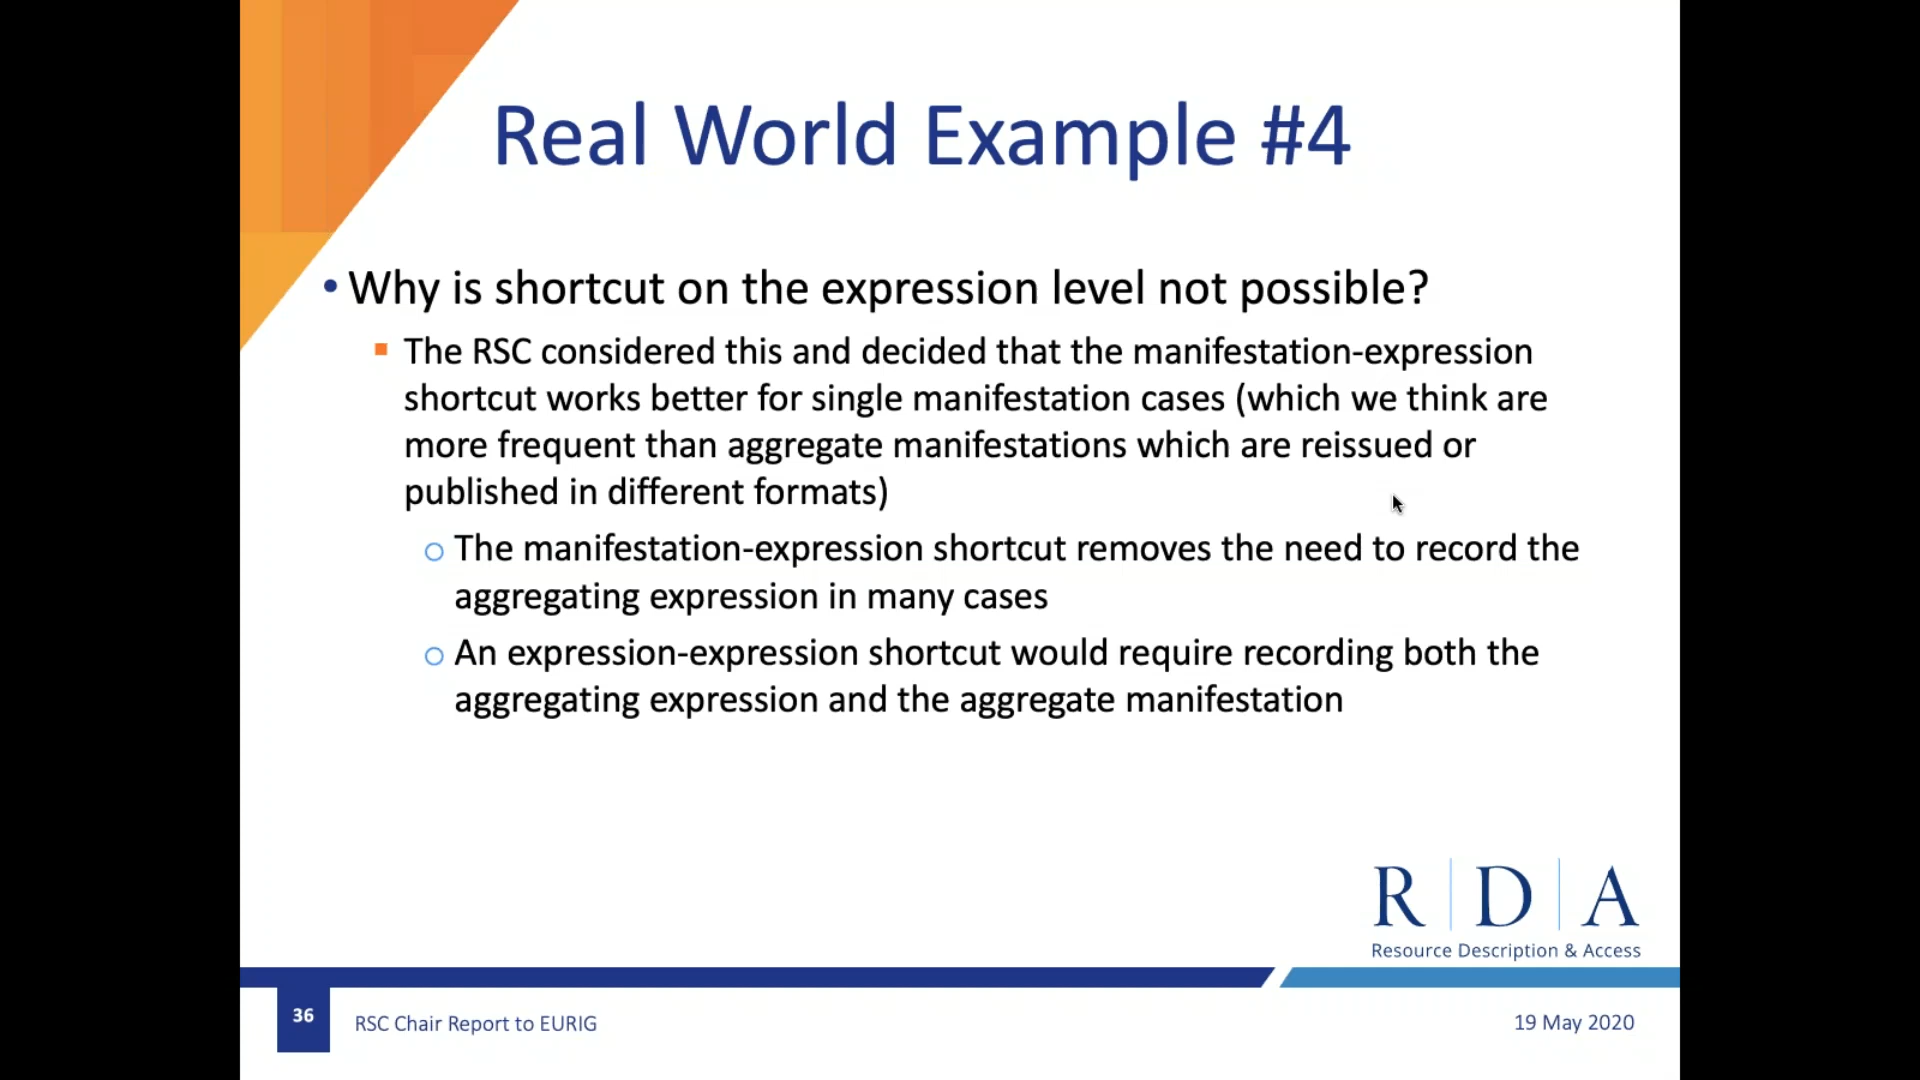 Real World Example #4
• Why is shortcut on the expression level not possible?
▪ The RSC considered this and decided that the manifestation-expression
shortcut works better for single manifestation cases (which we think are
more frequent than aggregate manifestations which are reissued or
published in different formats)
o The manifestation-expression shortcut removes the need to record the
aggregating expression in many cases
o An expression-expression shortcut would require recording both the
aggregating expression and the aggregate manifestation
R D A
Resource Description & Access
36
RSC Chair Report to EURIG
19 May 2020